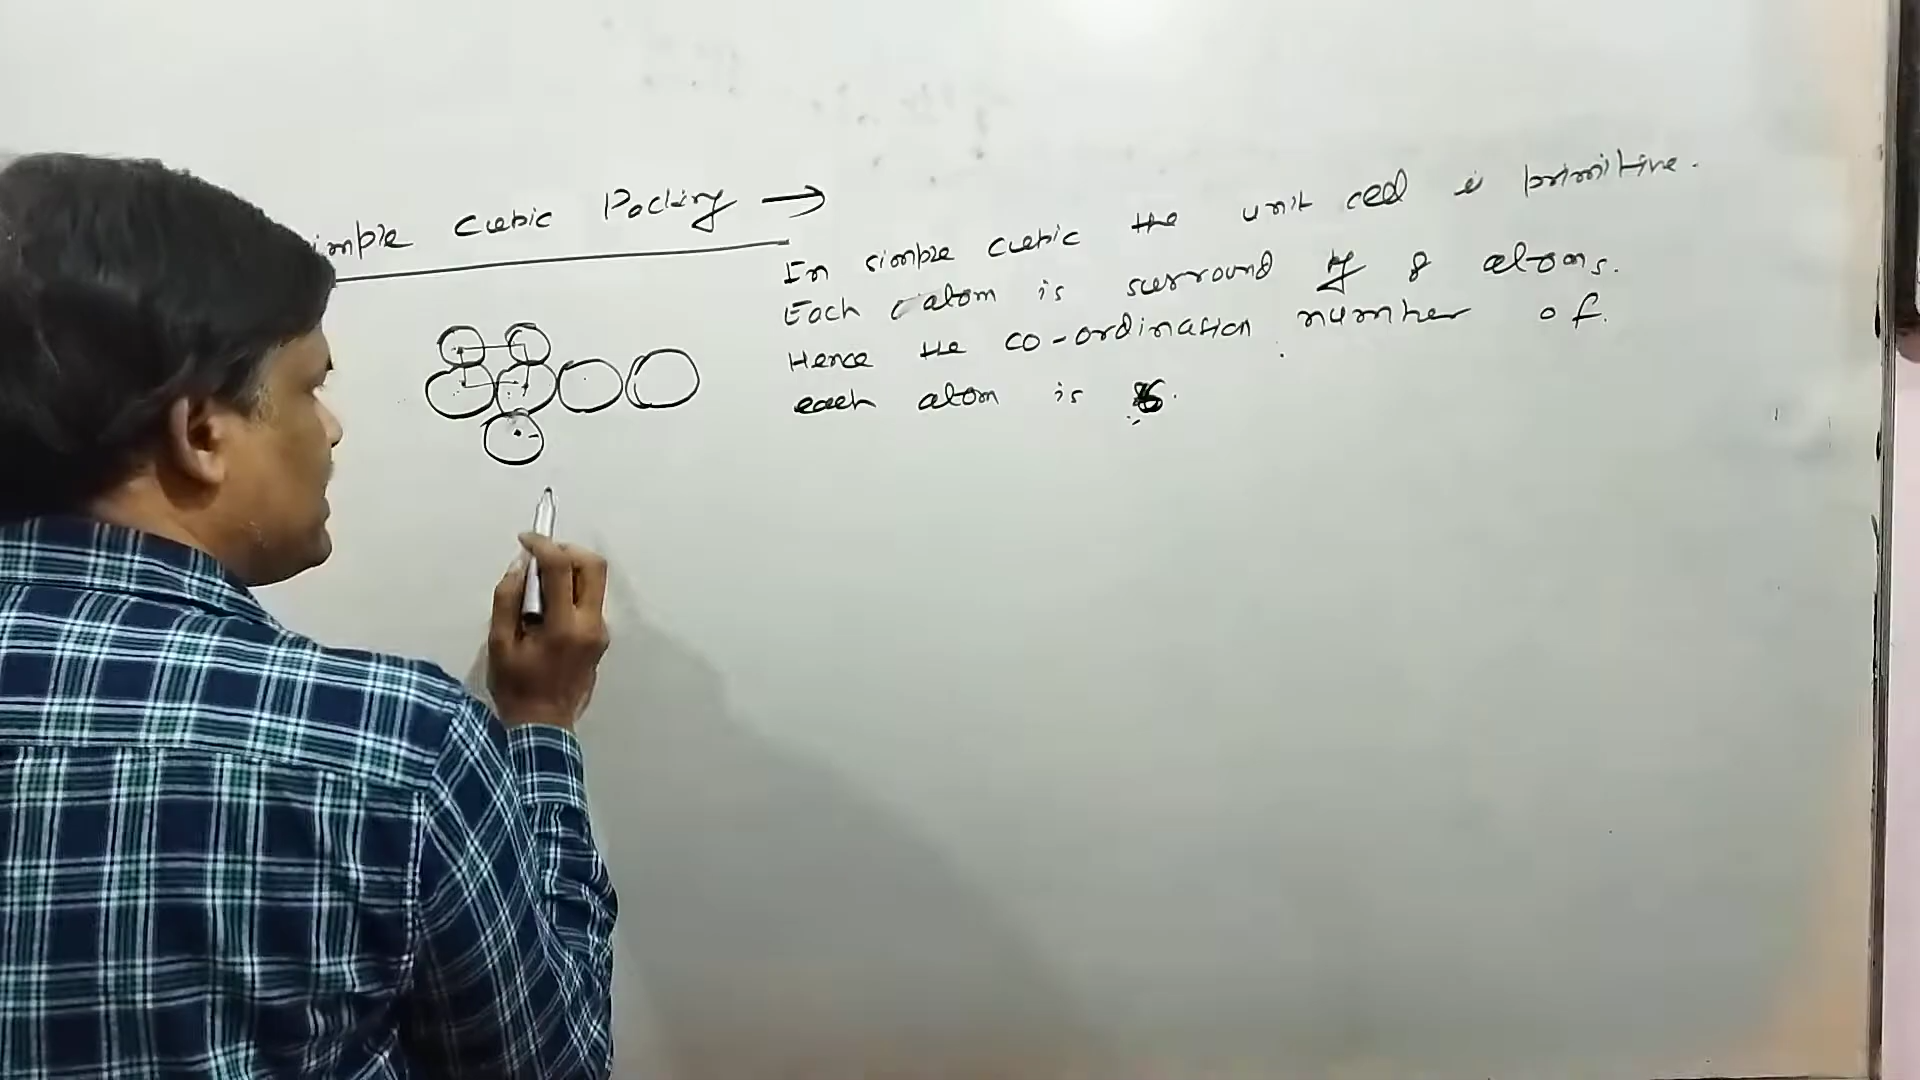 imple Cubic Packing →
In simple cubic the unit cell is primitive.
Each atom is surround by 8 atoms.
Hence the co-ordination number of.
each atom is 6.